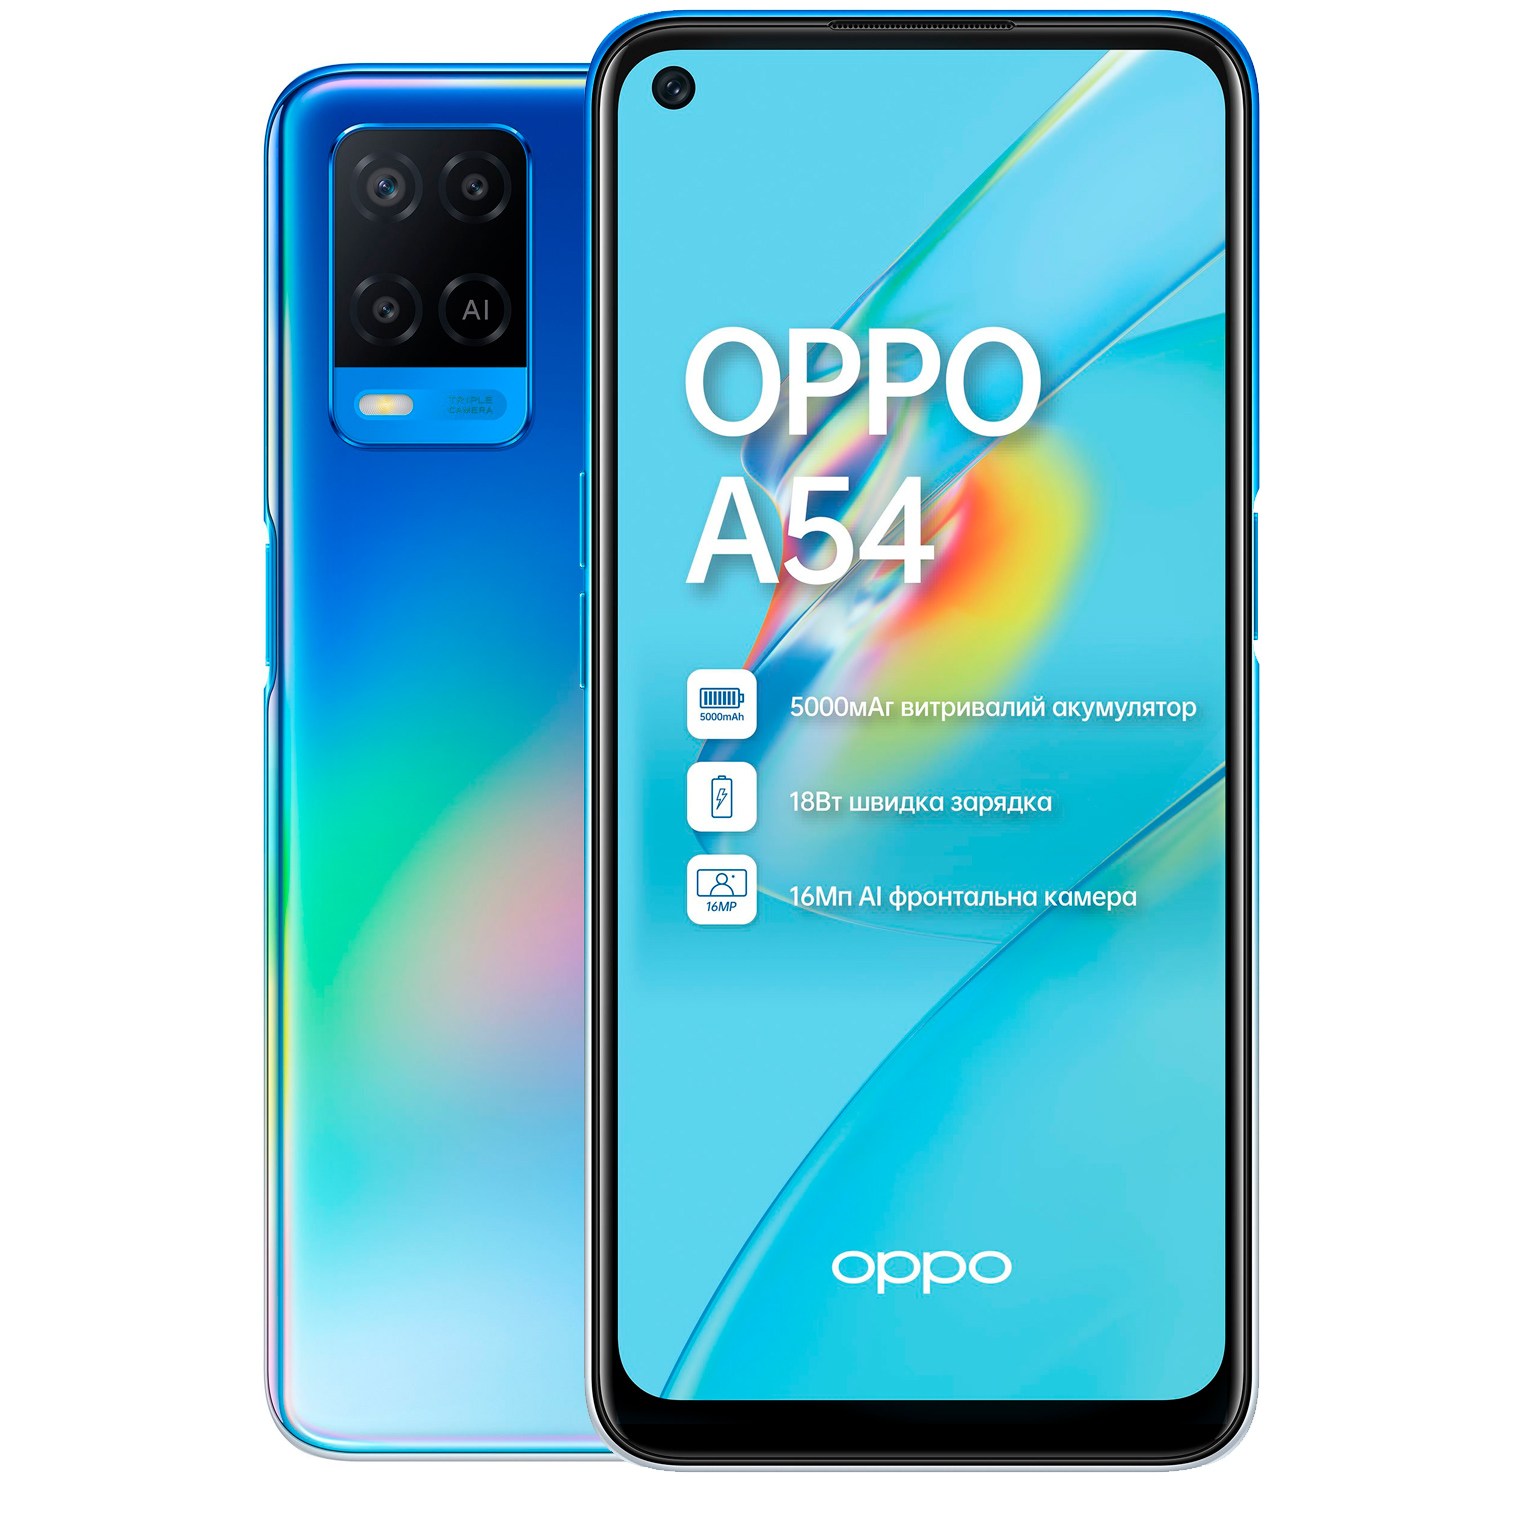 AI
TRIPLE
CAMERA
OPPO
A54
5000mAh
5000мАг витривалий акумулятор
18Вт швидка зарядка
16MP
16Мп AI фронтальна камера
oppo